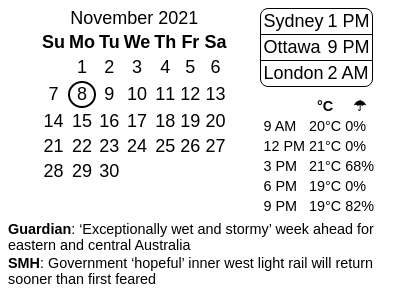 November 2021
Su Mo Tu We Th Fr Sa
1 2 3 4 5 6
7 8 9 10 11 12 13
14 15 16 17 18 19 20
21 22 23 24 25 26 27
28 29 30
Sydney 1 PM
Ottawa 9 PM
London 2 AM
°C ☂
9 AM 20°C 0%
12 PM 21°C 0%
3 PM 21°C 68%
6 PM 19°C 0%
9 PM 19°C 82%
Guardian: ‘Exceptionally wet and stormy’ week ahead for
eastern and central Australia
SMH: Government ‘hopeful’ inner west light rail will return
sooner than first feared